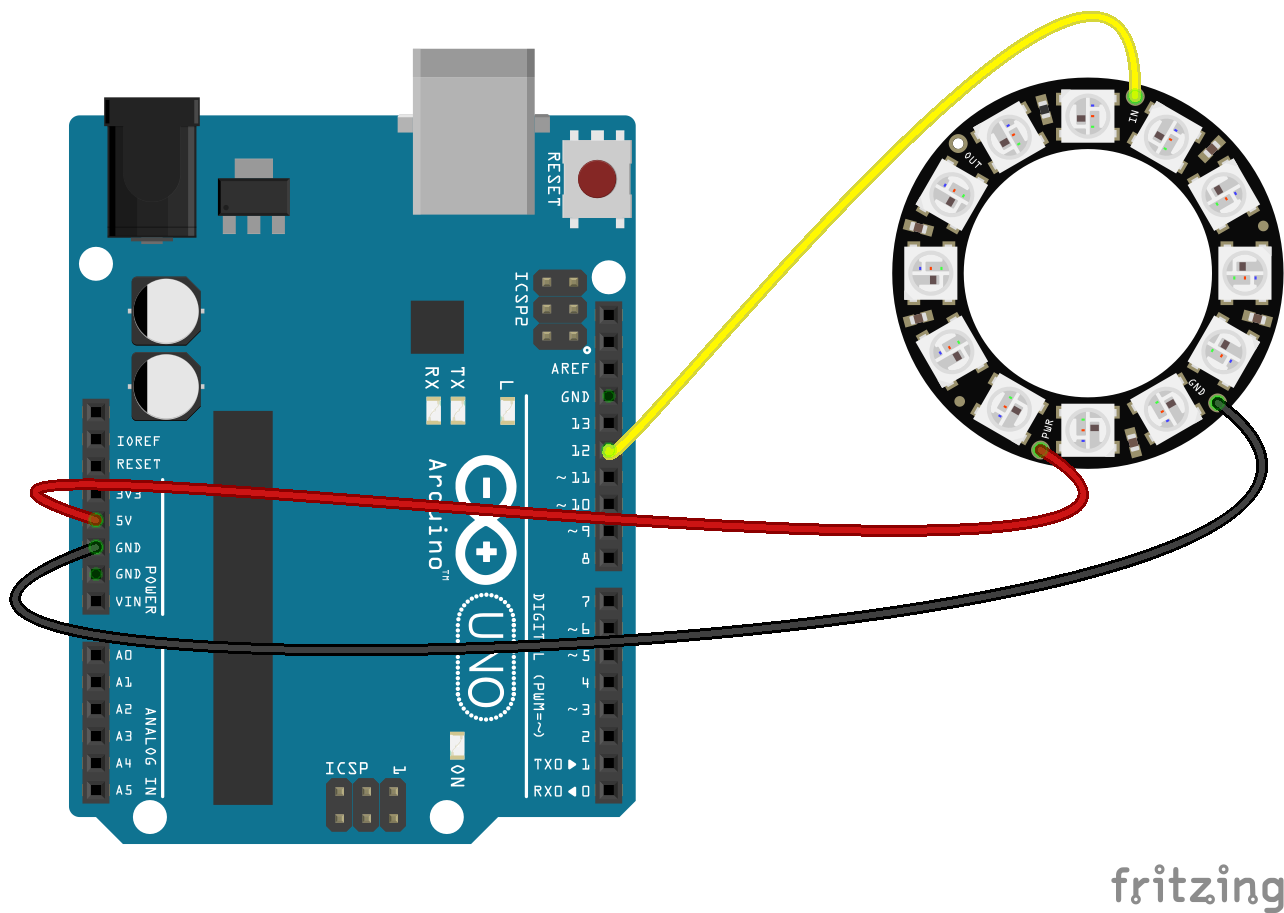 IN
OUT
RESET
ICSP2
AREF
GND
RX
TX
L
13
12
IOREF
RESET
~11
3V3
~10
5V
~9
GND
8
Arduino™
GND
POWER
VIN
7
~6
UNO
A0
~5
DIGITAL (PWM=~)
A1
4
A2
~3
A3
2
ANALOG IN
A4
ICSP
1
ON
TX0▶1
A5
RX0◀0
GND
PWR
fritzing